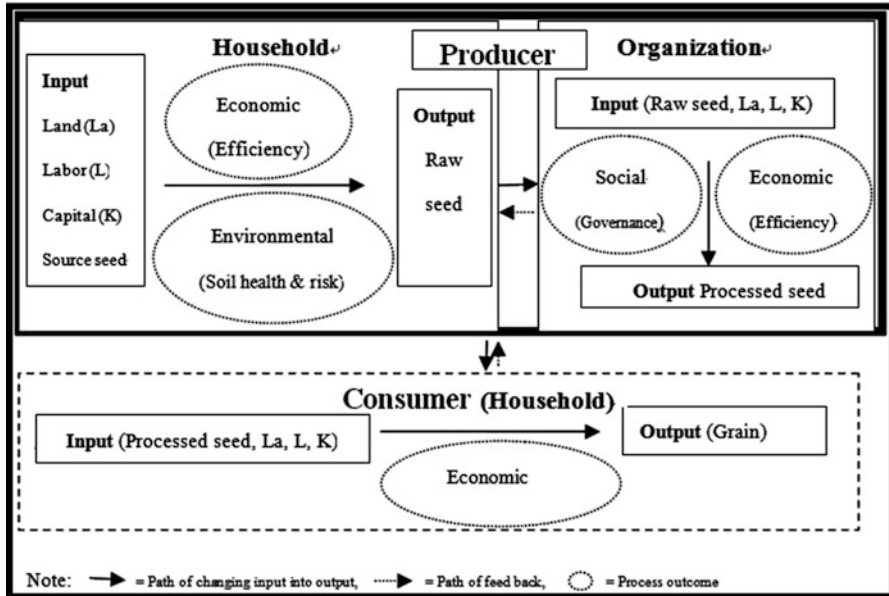 Producer
Household↵
Input
Land (La)
Labor (L)
Capital (K)
Source seed
Economic
(Efficiency)
Environmental
(Soil health & risk)
Output
Raw
seed
Organization↵
Input (Raw seed, La, L, K)
Social
(Governance)
Economic
(Efficiency)
Output Processed seed
Consumer (Household)
Input (Processed seed, La, L, K)
Economic
Output (Grain)
Note: = Path of changing input into output, = Path of feed back, = Process outcome